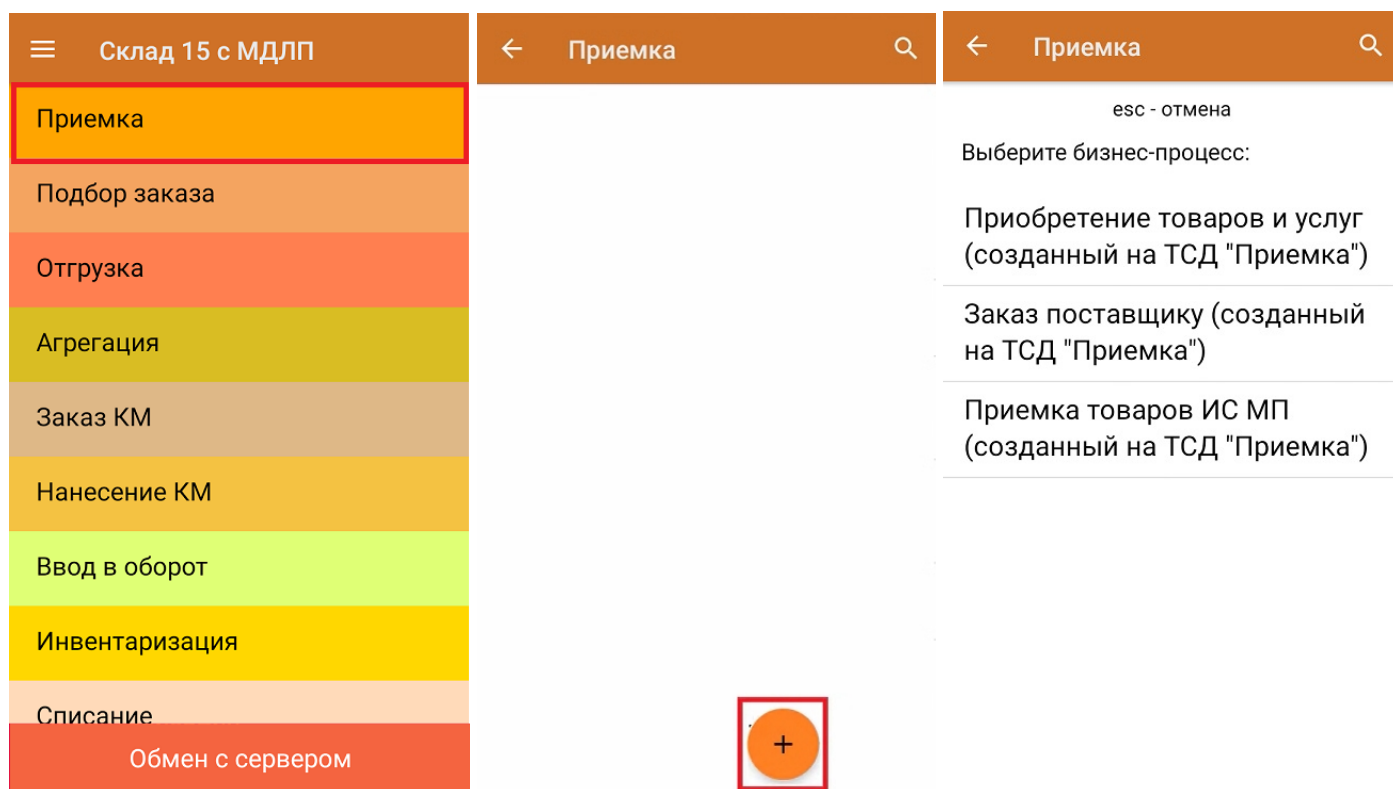 Склад 15 с МДЛП
Приемка
Подбор заказа
Отгрузка
Агрегация
Заказ КМ
Нанесение КМ
Ввод в оборот
Инвентаризация
Списание
Обмен с сервером
Приемка
+
Приемка
esc - отмена
Выберите бизнес-процесс:
Приобретение товаров и услуг
(созданный на ТСД "Приемка")
Заказ поставщику (созданный
на ТСД "Приемка")
Приемка товаров ИС МП
(созданный на ТСД "Приемка")